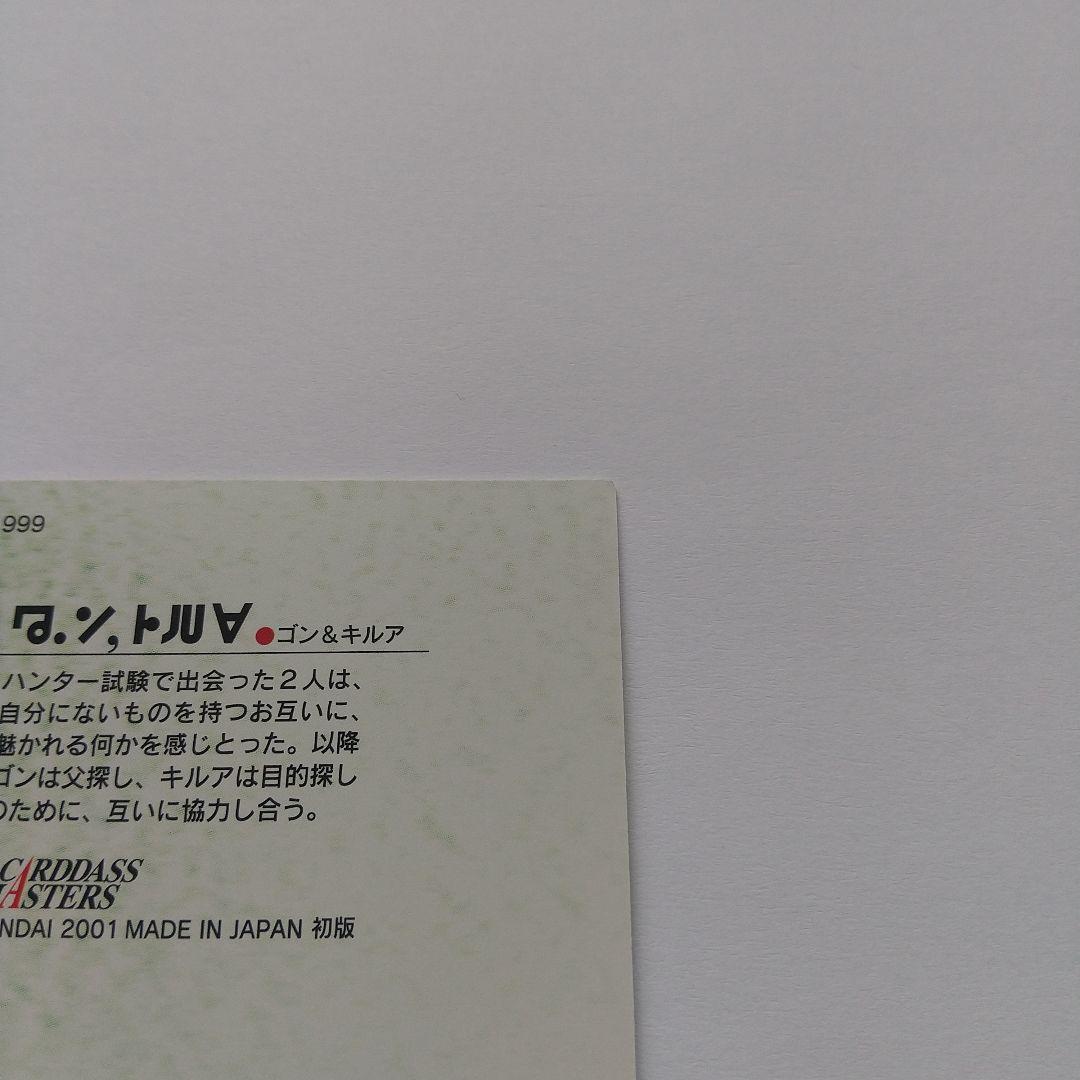 999
●ゴン&キルア
ハンター試験で出会った2人は、
自分にないものを持つお互いに、
魅かれる何かを感じとった。以降
ゴンは父探し、キルアは目的探し
のために、互いに協力し合う。
CARDDASS
MASTERS
NDAI 2001 MADE IN JAPAN 初版